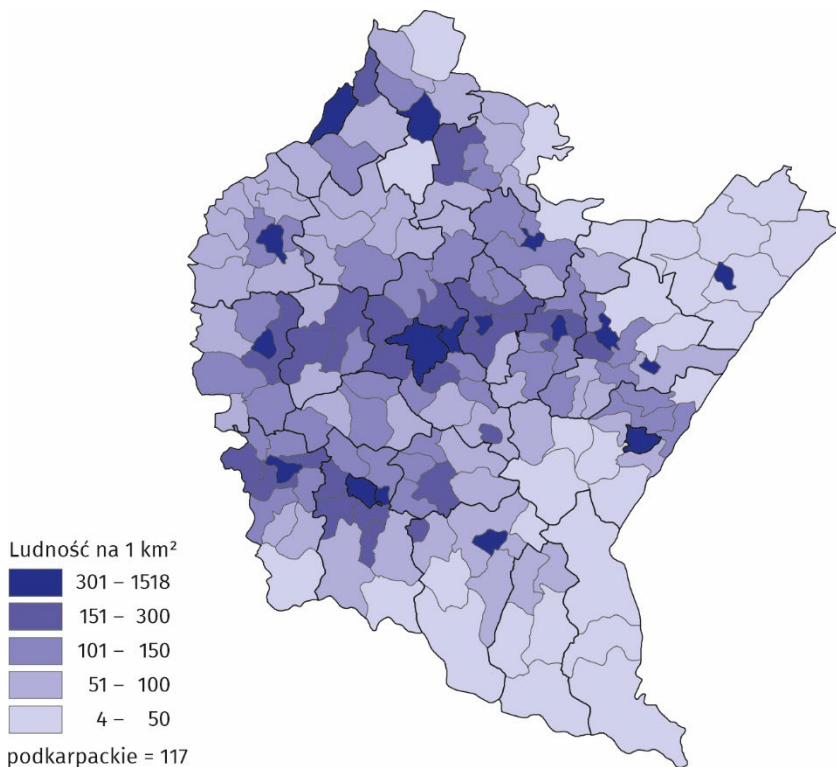 Ludność na 1 km²
301 – 1518
151 – 300
101 – 150
51 – 100
4 – 50
podkarpackie = 117